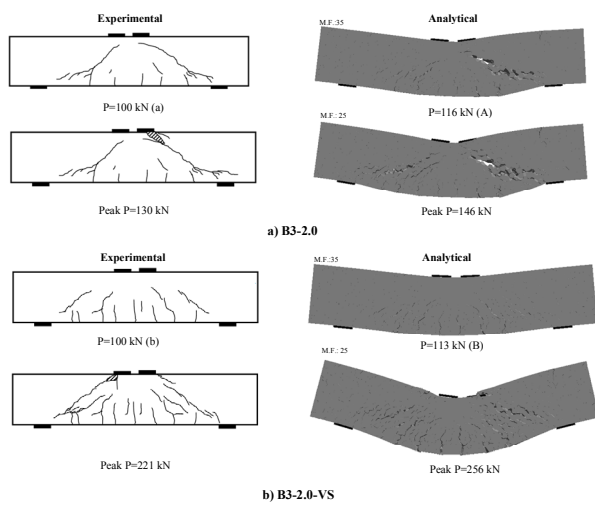 Experimental
Analytical
M.F.:35
P=100 kN (a)
P=116 kN (A)
M.F.: 25
Peak P=130 kN
Peak P=146 kN
a) B3-2.0
Experimental
Analytical
M.F.:35
P=100 kN (b)
P=113 kN (B)
M.F.: 25
Peak P=221 kN
Peak P=256 kN
b) B3-2.0-VS